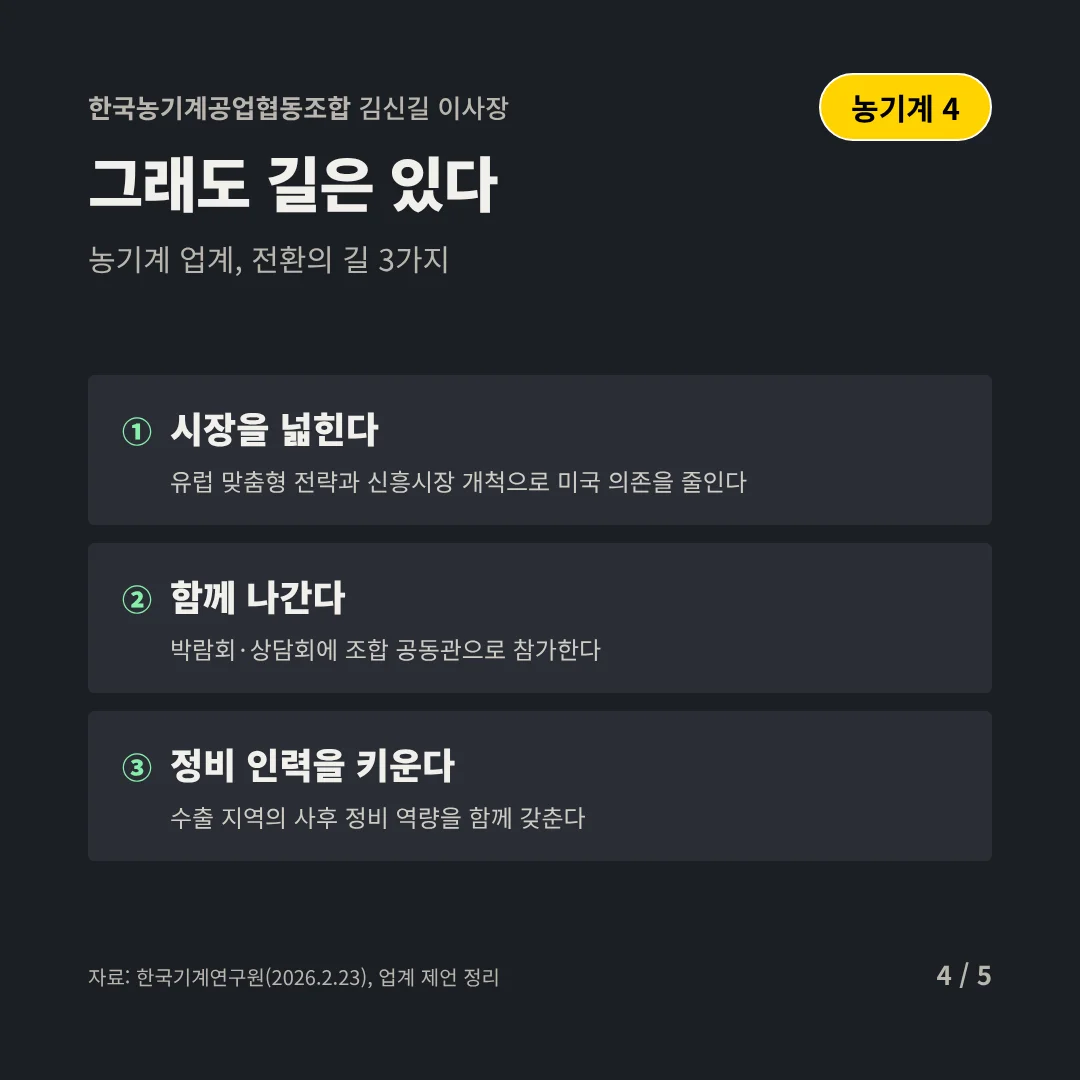 한국농기계공업협동조합 김신길 이사장
농기계 4
그래도 길은 있다
농기계 업계, 전환의 길 3가지
① 시장을 넓힌다
유럽 맞춤형 전략과 신흥시장 개척으로 미국 의존을 줄인다
② 함께 나간다
박람회·상담회에 조합 공동관으로 참가한다
③ 정비 인력을 키운다
수출 지역의 사후 정비 역량을 함께 갖춘다
자료: 한국기계연구원(2026.2.23), 업계 제언 정리
4 / 5